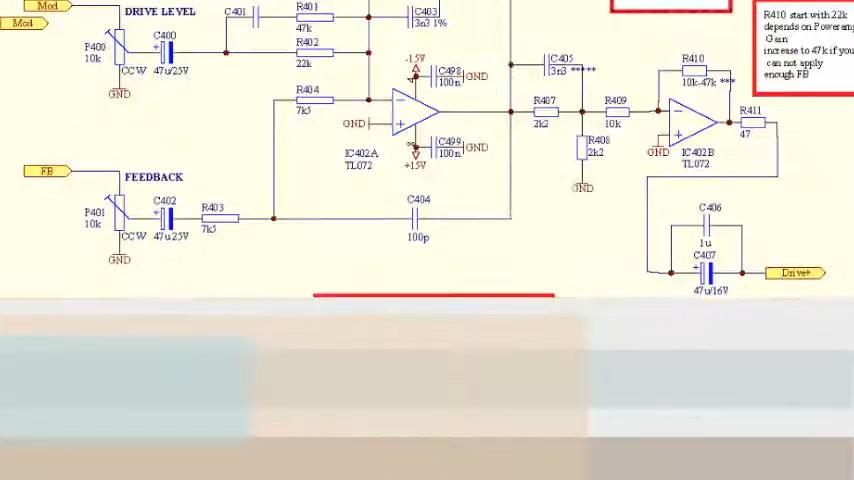 Mod
Mod
DRIVE LEVEL
P400
10k
CCW
GND
C400
47u/25V
C401
R401
47k
R402
22k
R404
7k5
C403
3n3 1%
-15V
C498
100n
GND
GND
IC402A
TL072
C499
100n
GND
+15V
C405
3n3 *****
R407
2k2
R408
2k2
GND
R409
10k
R410
10k-47k ***
GND
IC402B
TL072
R411
47
R410 start with 22k
depends on Poweramp
Gain
increase to 47k if you
can not apply
enough FB
FB
FEEDBACK
P401
10k
CCW
GND
C402
47u25V
R403
7k5
C404
100p
C406
1u
C407
47u/16V
Drive+